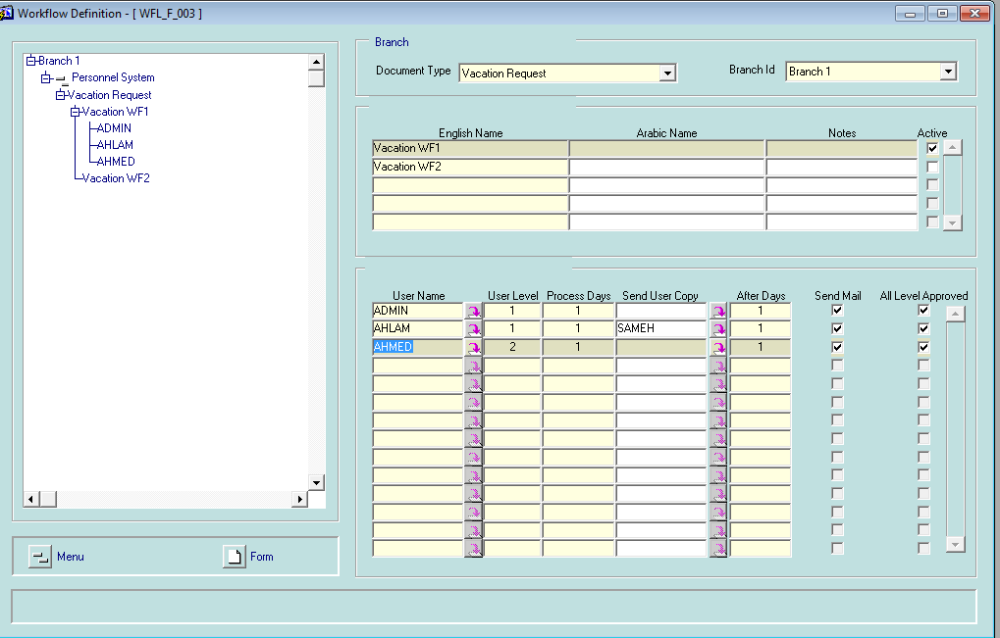 Workflow Definition - [ WFL_F_003 ]
Branch 1
Personnel System
Vacation Request
Vacation WF1
ADMIN
AHLAM
AHMED
Vacation WF2
Menu
Form
Branch
Document Type Vacation Request Branch Id Branch 1
English Name Arabic Name Notes Active
Vacation WF1
Vacation WF2
User Name User Level Process Days Send User Copy After Days Send Mail All Level Approved
ADMIN 1 1 1
AHLAM 1 1 SAMEH 1
AHMED 2 1 1